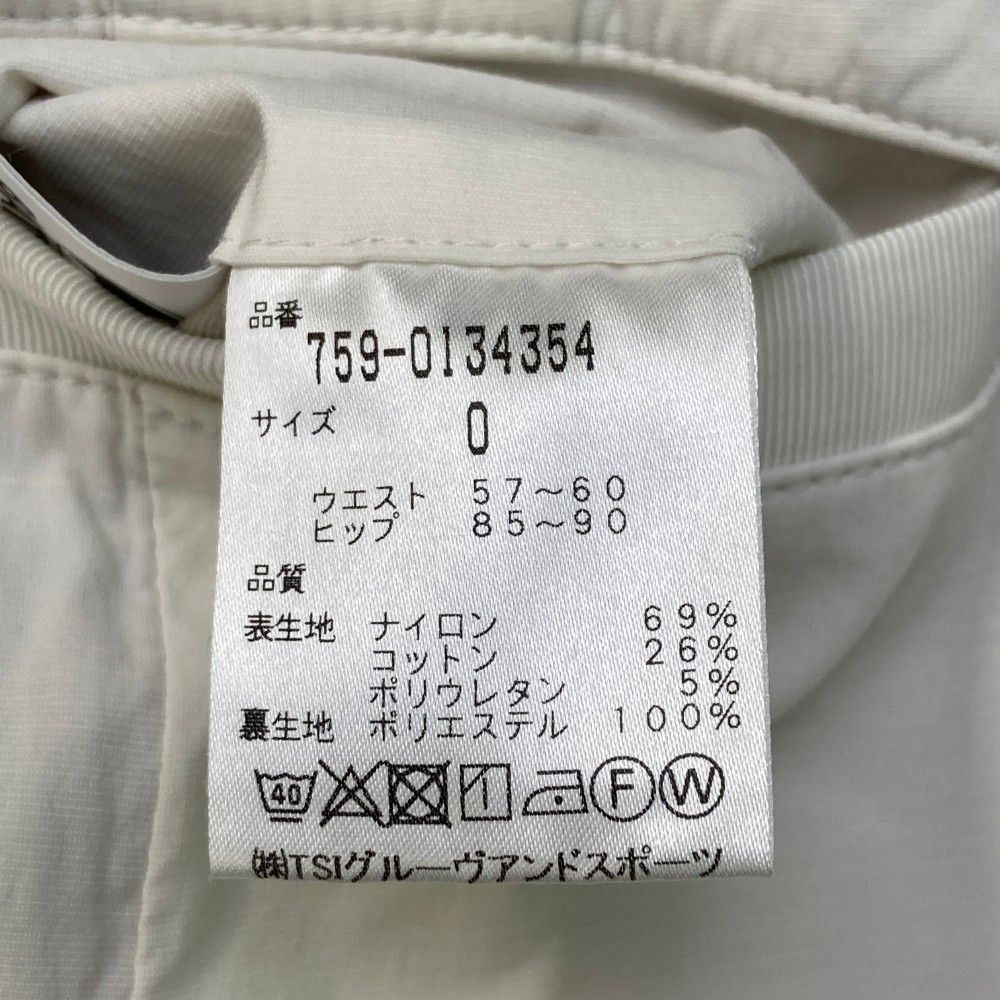 品番
759-0134354
サイズ 0
ウエスト 57〜60
ヒップ 85〜90
品質
表生地 ナイロン 69%
コットン 26%
ポリウレタン 5%
裏生地 ポリエステル 100%
40 F W
㈱TSIグルーヴアンドスポーツ